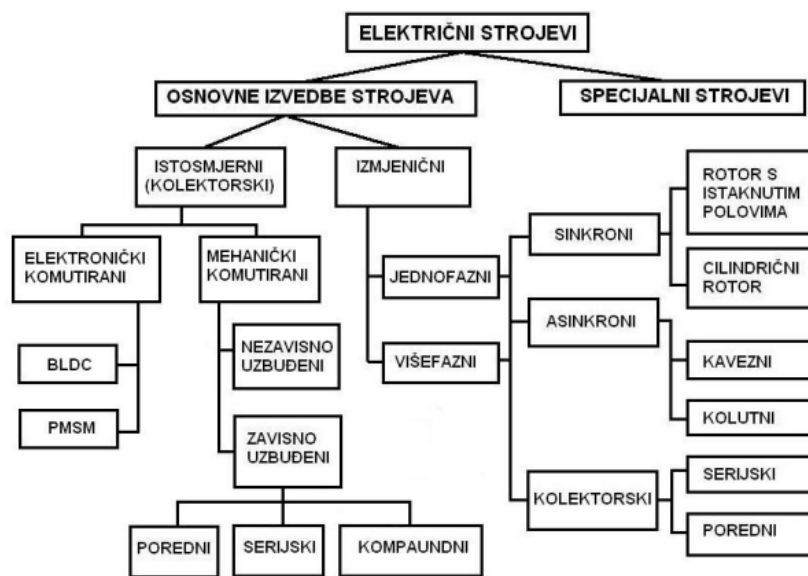 ELEKTRIČNI STROJEVI
OSNOVNE IZVEDBE STROJEVA
SPECIJALNI STROJEVI
ISTOSMJERNI
(KOLEKTORSKI)
IZMJENIČNI
ELEKTRONIČKI
KOMUTIRANI
MEHANIČKI
KOMUTIRANI
BLDC
PMSM
NEZAVISNO
UZBUĐENI
ZAVISNO
UZBUĐENI
POREDNI
SERIJSKI
KOMPAUNDNI
JEDNOFAZNI
VIŠEFAZNI
SINKRONI
ROTOR S
ISTAKNUTIM
POLOVIMA
CILINDRIČNI
ROTOR
ASINKRONI
KAVEZNI
KOLUTNI
KOLEKTORSKI
SERIJSKI
POREDNI